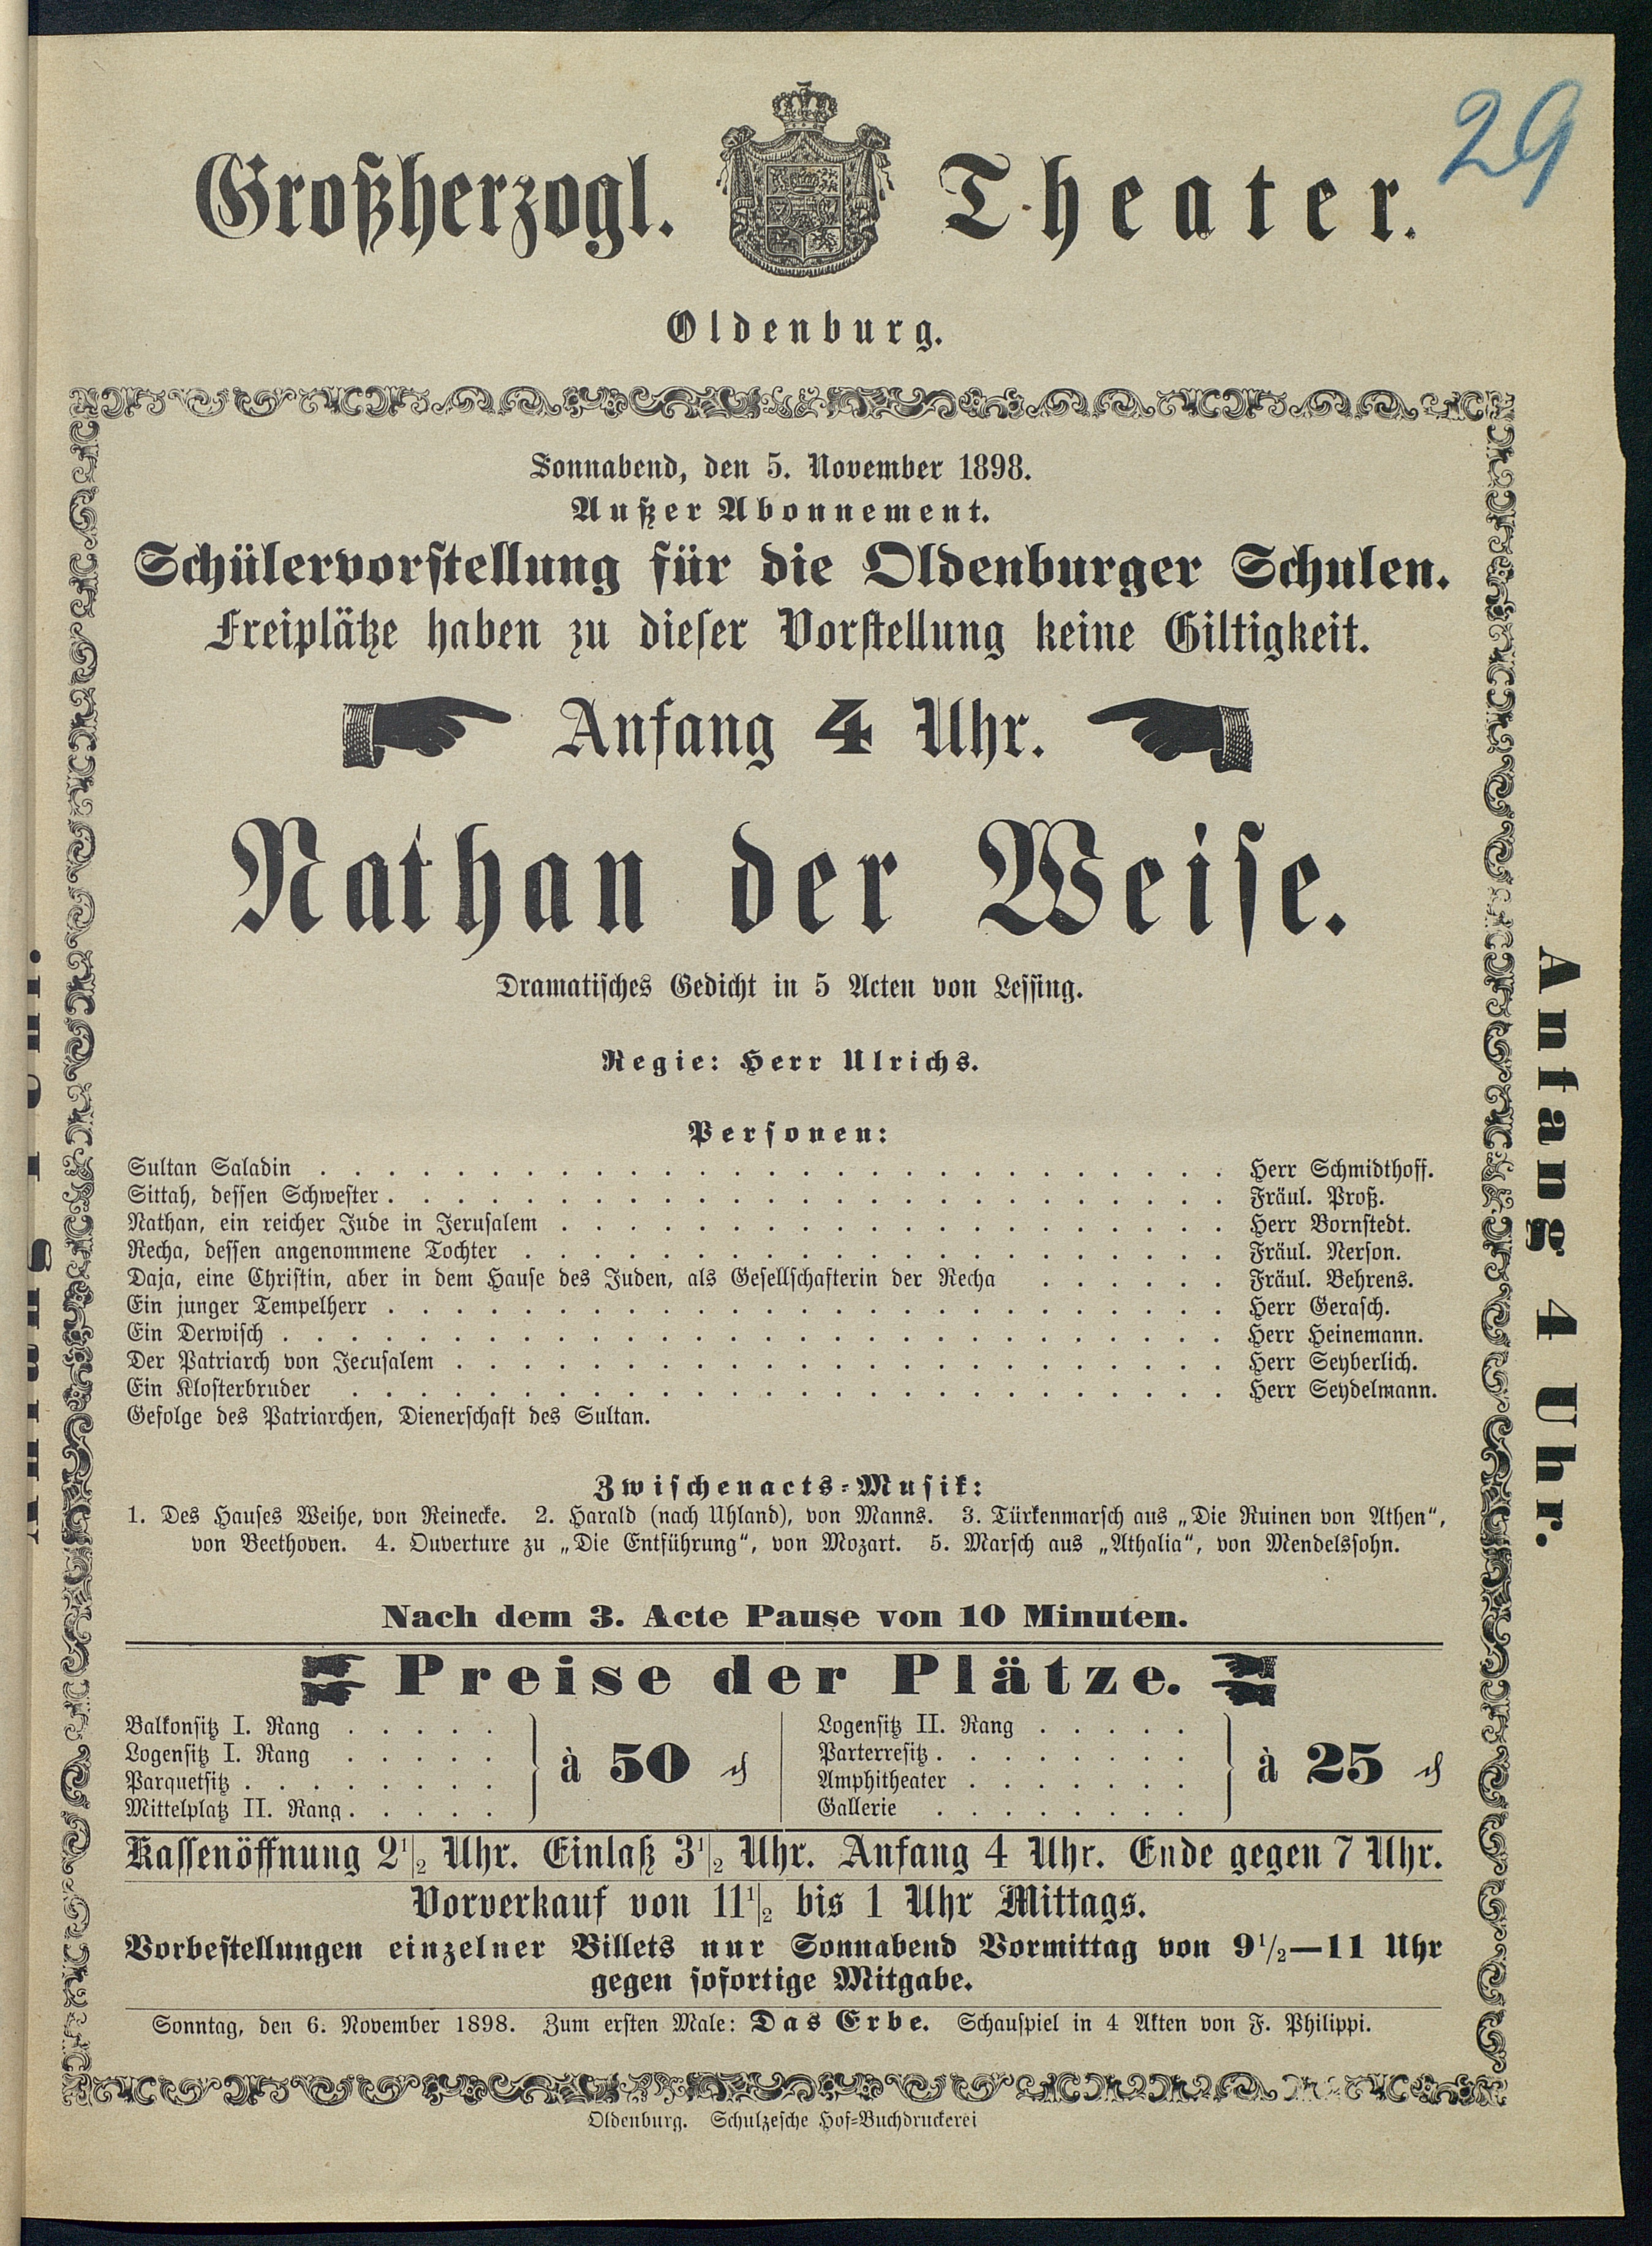 29
Großherzogl. Theater.
Oldenburg.
Sonnabend, den 5. November 1898.
Außer Abonnement.
Schülervorstellung für die Oldenburger Schulen.
Freiplätze haben zu dieser Vorstellung keine Giltigkeit.
Anfang 4 Uhr.
Nathan der Weise.
Dramatisches Gedicht in 5 Acten von Lessing.
Regie: Herr Ulrichs.
Personen:
Sultan Saladin . . . . . Herr Schmidthoff.
Sittah, dessen Schwester . . . . . Fräul. Proß.
Nathan, ein reicher Jude in Jerusalem . . . . . Herr Bornstedt.
Recha, dessen angenommene Tochter . . . . . Fräul. Nerson.
Daja, eine Christin, aber in dem Hause des Juden, als Gesellschafterin der Recha . . . . . Fräul. Behrens.
Ein junger Tempelherr . . . . . Herr Gerasch.
Ein Derwisch . . . . . Herr Heinemann.
Der Patriarch von Jerusalem . . . . . Herr Seyberlich.
Ein Klosterbruder . . . . . Herr Seydelmann.
Gefolge des Patriarchen, Dienerschaft des Sultan.
Zwischenacts-Musik:
1. Des Hauses Weihe, von Reinecke. 2. Harald (nach Uhland), von Manns. 3. Türkenmarsch aus „Die Ruinen von Athen“,
von Beethoven. 4. Ouverture zu „Die Entführung“, von Mozart. 5. Marsch aus „Athalia“, von Mendelssohn.
Nach dem 3. Acte Pause von 10 Minuten.
Preise der Plätze.
Balkonsitz I. Rang . . . . .
Logensitz I. Rang . . . . .
Parquetsitz . . . . .
Mittelplatz II. Rang . . . . .
à 50 ₰
Logensitz II. Rang . . . . .
Parterresitz . . . . .
Amphitheater . . . . .
Gallerie . . . . .
à 25 ₰
Kassenöffnung 2 1/2 Uhr. Einlaß 3 1/2 Uhr. Anfang 4 Uhr. Ende gegen 7 Uhr.
Vorverkauf von 11 1/2 bis 1 Uhr Mittags.
Vorbestellungen einzelner Billets nur Sonnabend Vormittag von 9 1/2—11 Uhr
gegen sofortige Mitgabe.
Sonntag, den 6. November 1898. Zum ersten Male: Das Erbe. Schauspiel in 4 Akten von F. Philippi.
Oldenburg. Schulzesche Hof-Buchdruckerei
Anfang 4 Uhr.